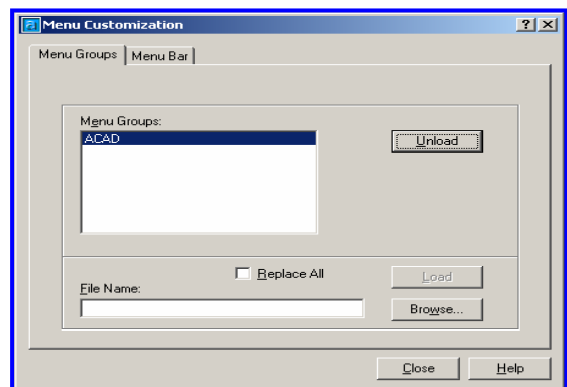 Menu Customization
Menu Groups Menu Bar
Menu Groups:
ACAD
Unload
Replace All
Load
File Name:
Browse...
Close Help